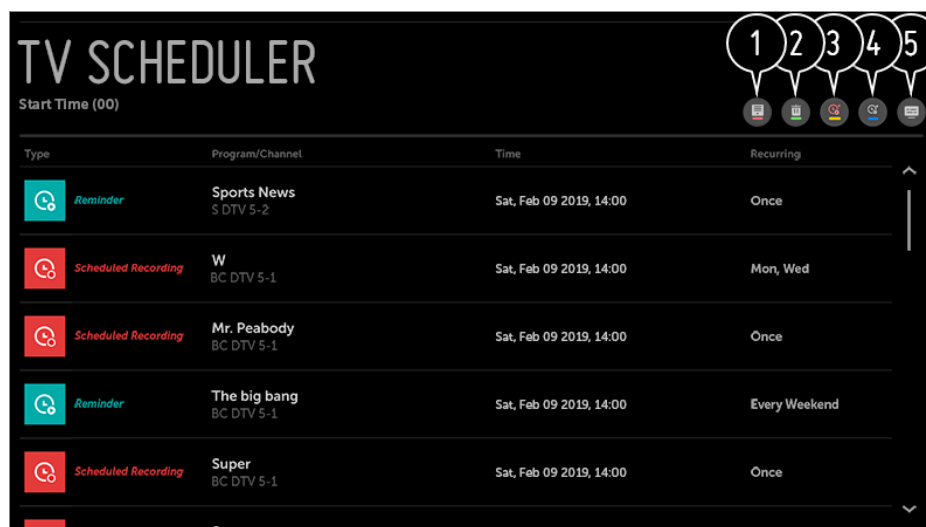 TV SCHEDULER
Start Time (00)
1 2 3 4 5
Type Program/Channel Time Recurring
Reminder Sports News Sat, Feb 09 2019, 14:00 Once
S DTV 5-2
Scheduled Recording W Sat, Feb 09 2019, 14:00 Mon, Wed
BC DTV 5-1
Scheduled Recording Mr. Peabody Sat, Feb 09 2019, 14:00 Once
BC DTV 5-1
Reminder The big bang Sat, Feb 09 2019, 14:00 Every Weekend
BC DTV 5-1
Scheduled Recording Super Sat, Feb 09 2019, 14:00 Once
BC DTV 5-1